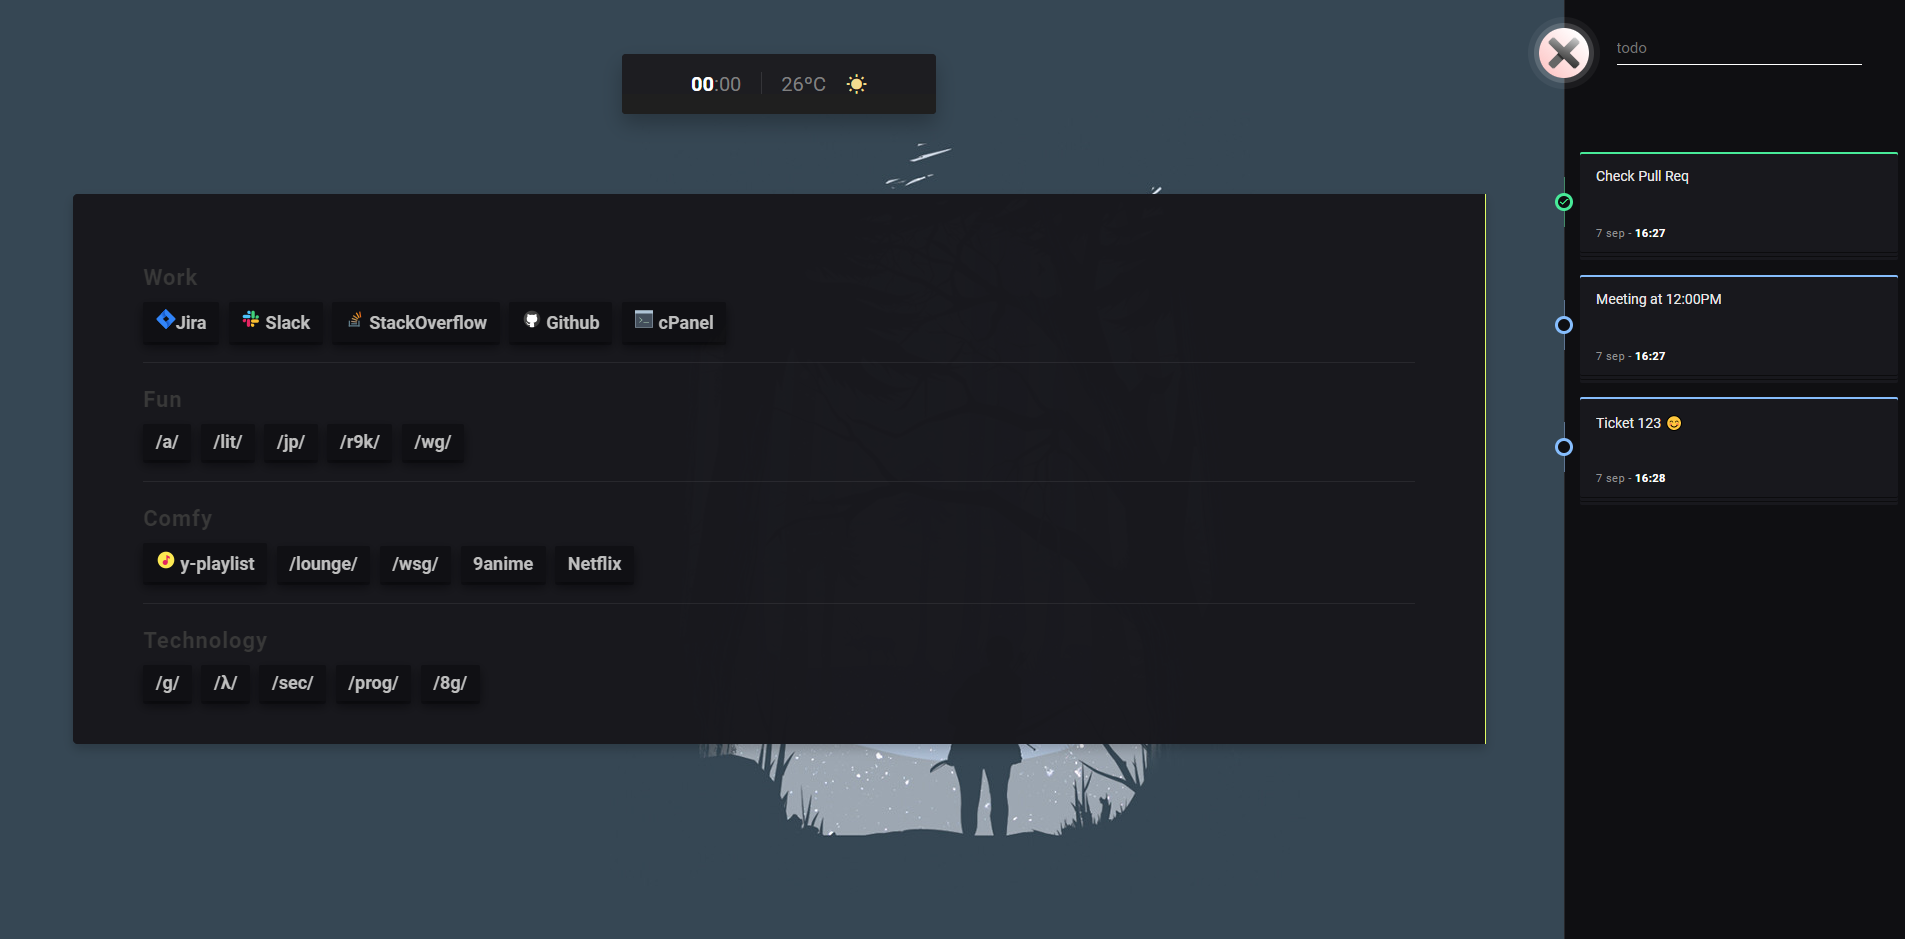 00:00 26°C
todo
Work
Jira Slack StackOverflow Github cPanel
Fun
/a/ /lit/ /jp/ /r9k/ /wg/
Comfy
y-playlist /lounge/ /wsg/ 9anime Netflix
Technology
/g/ /λ/ /sec/ /prog/ /8g/
Check Pull Req
7 sep - 16:27
Meeting at 12:00PM
7 sep - 16:27
Ticket 123 😊
7 sep - 16:28